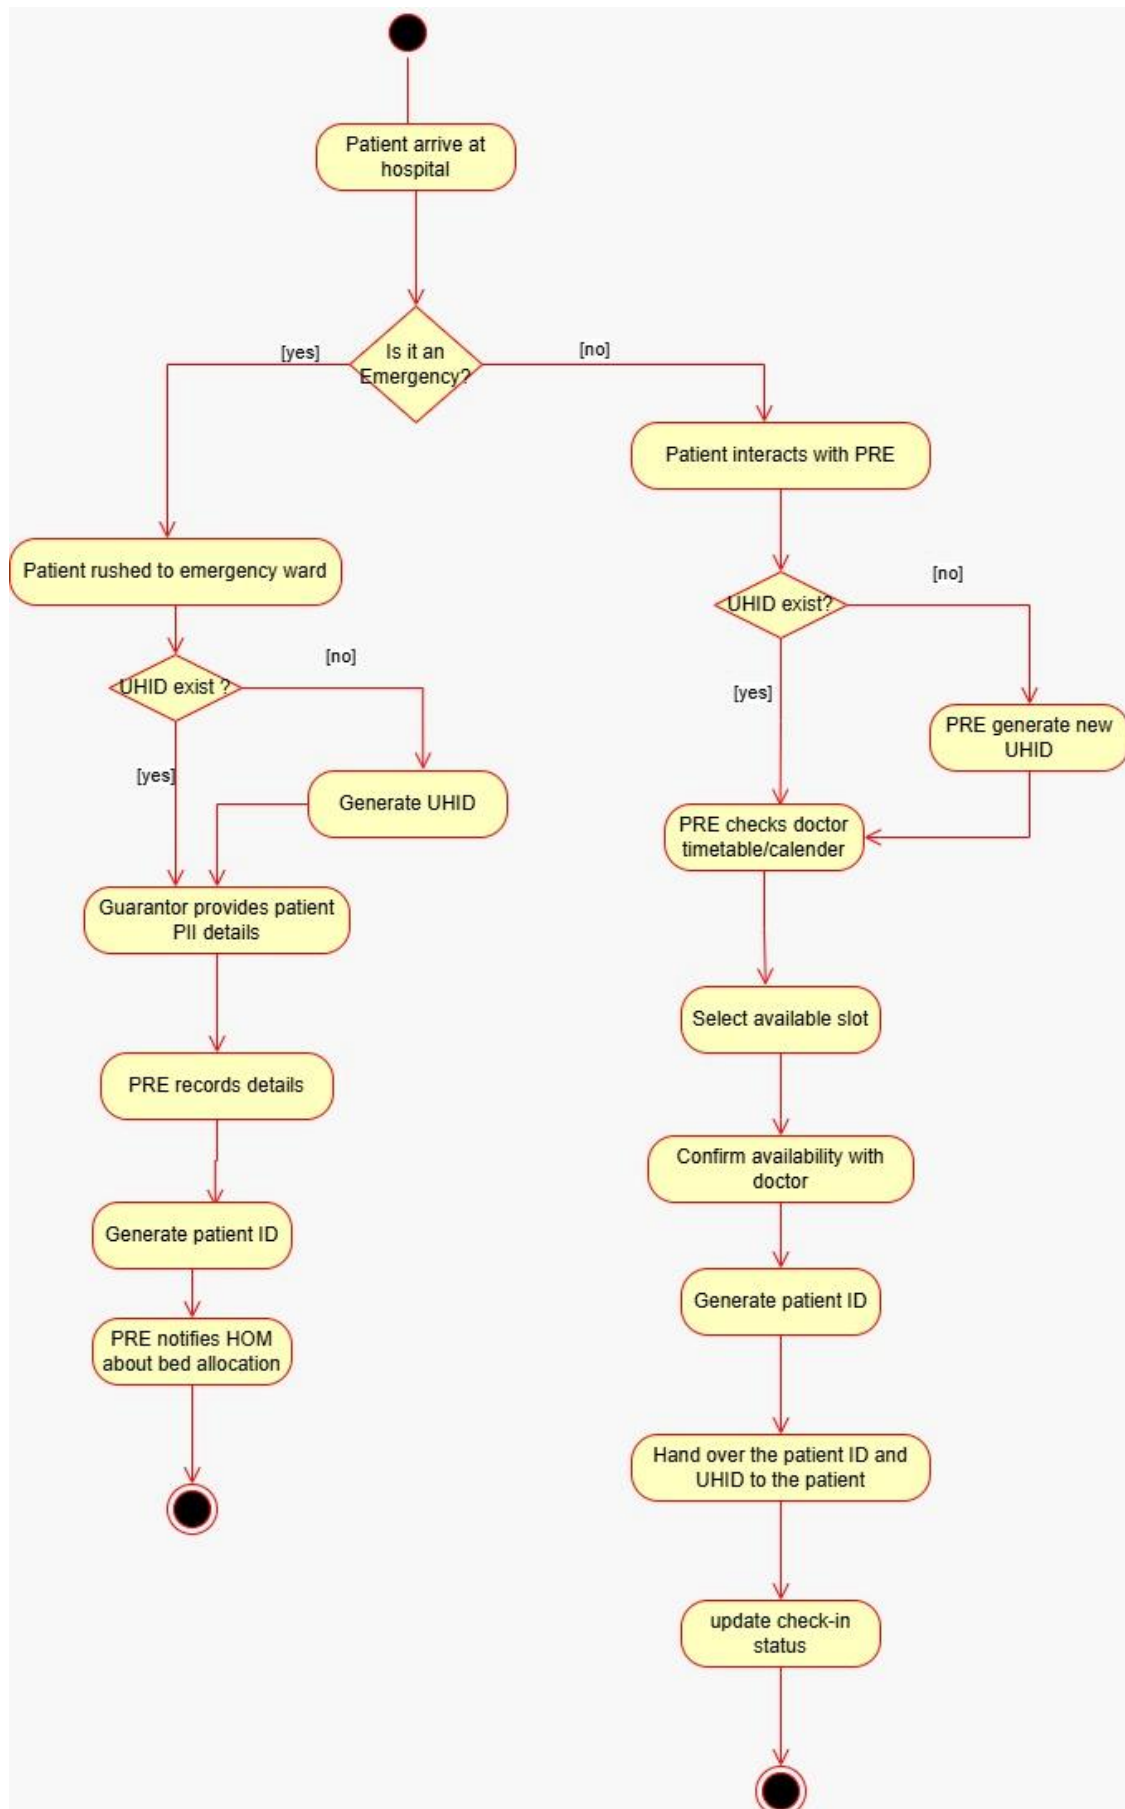 Patient arrive at
hospital
Is it an
Emergency?
[yes]
[no]
Patient interacts with PRE
Patient rushed to emergency ward
UHID exist?
[no]
[yes]
UHID exist ?
[no]
[yes]
PRE generate new
UHID
Generate UHID
PRE checks doctor
timetable/calender
Guarantor provides patient
PII details
Select available slot
PRE records details
Confirm availability with
doctor
Generate patient ID
Generate patient ID
PRE notifies HOM
about bed allocation
Hand over the patient ID and
UHID to the patient
update check-in
status